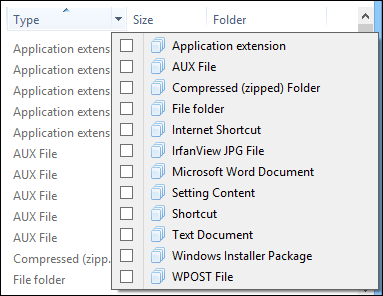 Type Size Folder
Application extens
Application extens
Application extens
Application extens
AUX File
AUX File
AUX File
AUX File
AUX File
AUX File
Compressed (zipp...
File folder
Application extension
AUX File
Compressed (zipped) Folder
File folder
Internet Shortcut
IrfanView JPG File
Microsoft Word Document
Setting Content
Shortcut
Text Document
Windows Installer Package
WPOST File